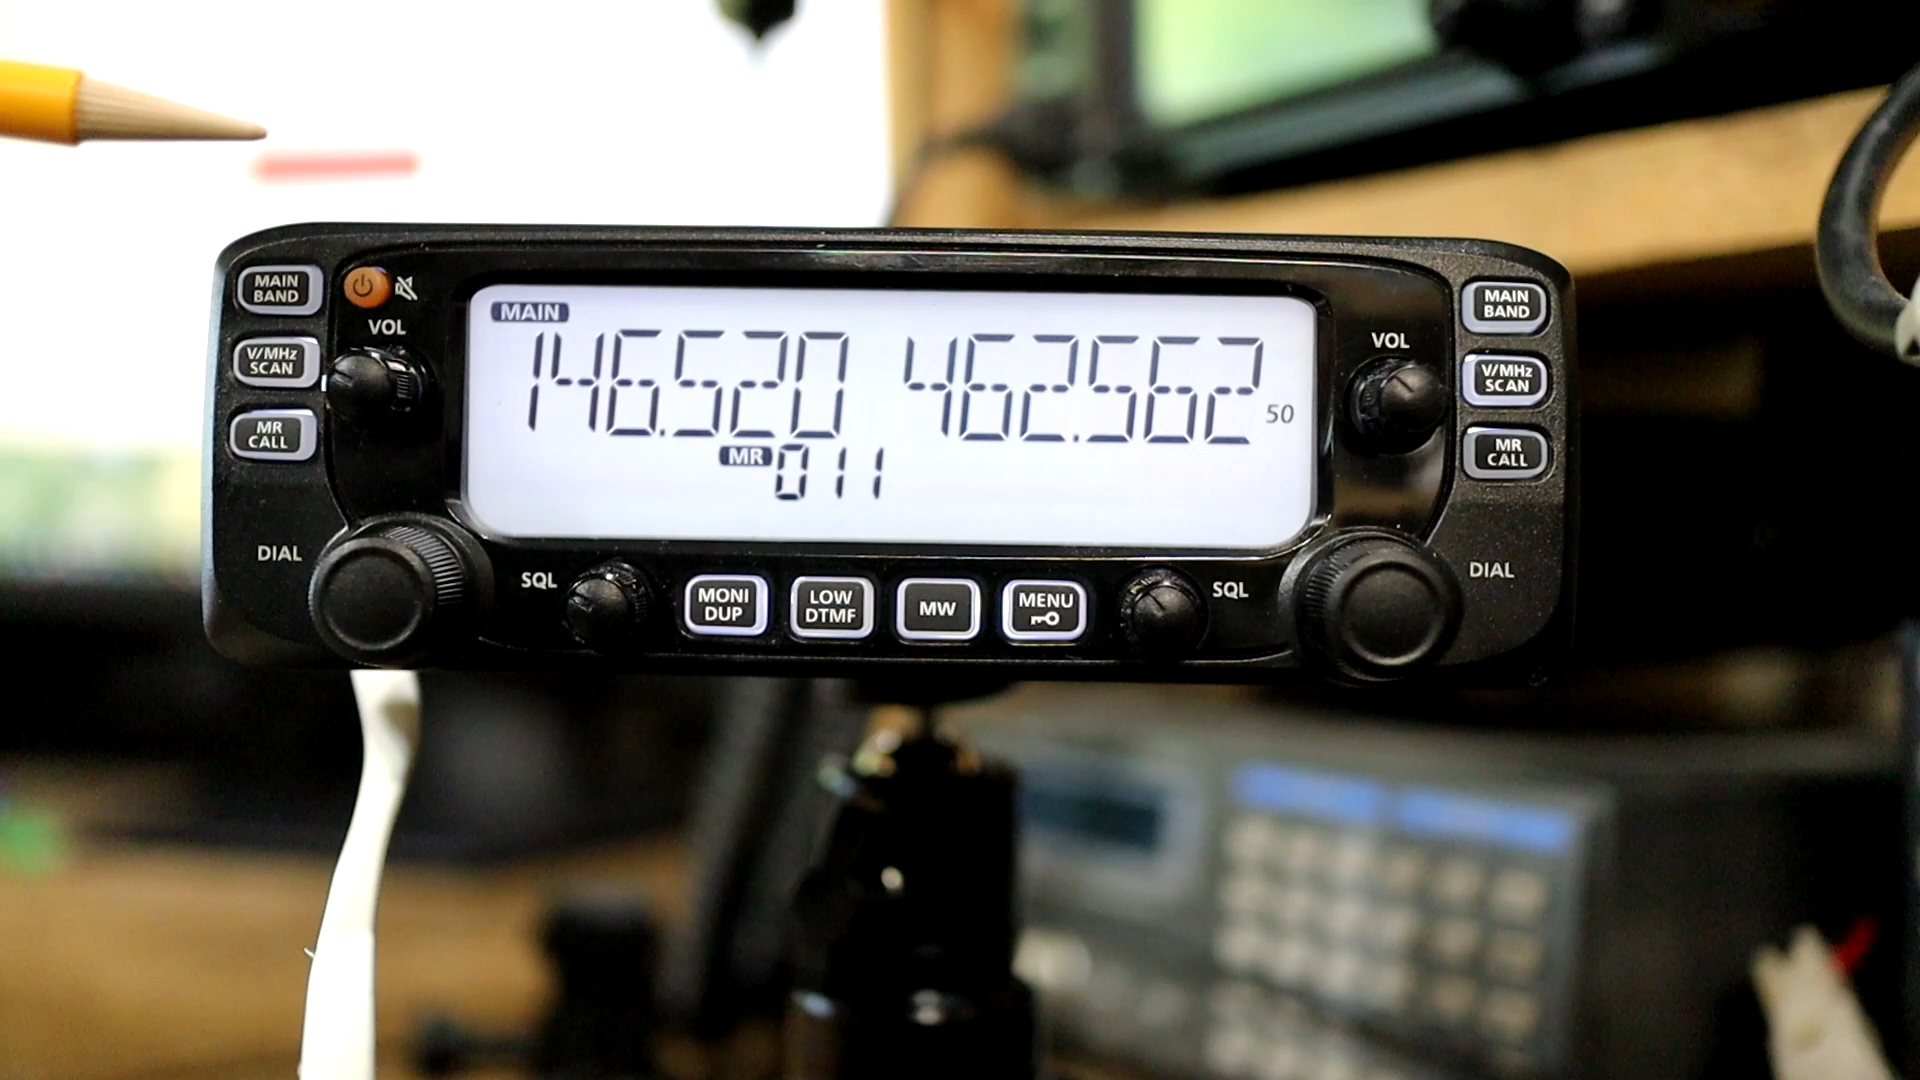 MAIN BAND
VOL
V/MHz SCAN
MR CALL
DIAL
SQL
MAIN
146.520 462.562 50
MR 011
MONI DUP
LOW DTMF
MW
MENU
SQL
MAIN BAND
VOL
V/MHz SCAN
MR CALL
DIAL